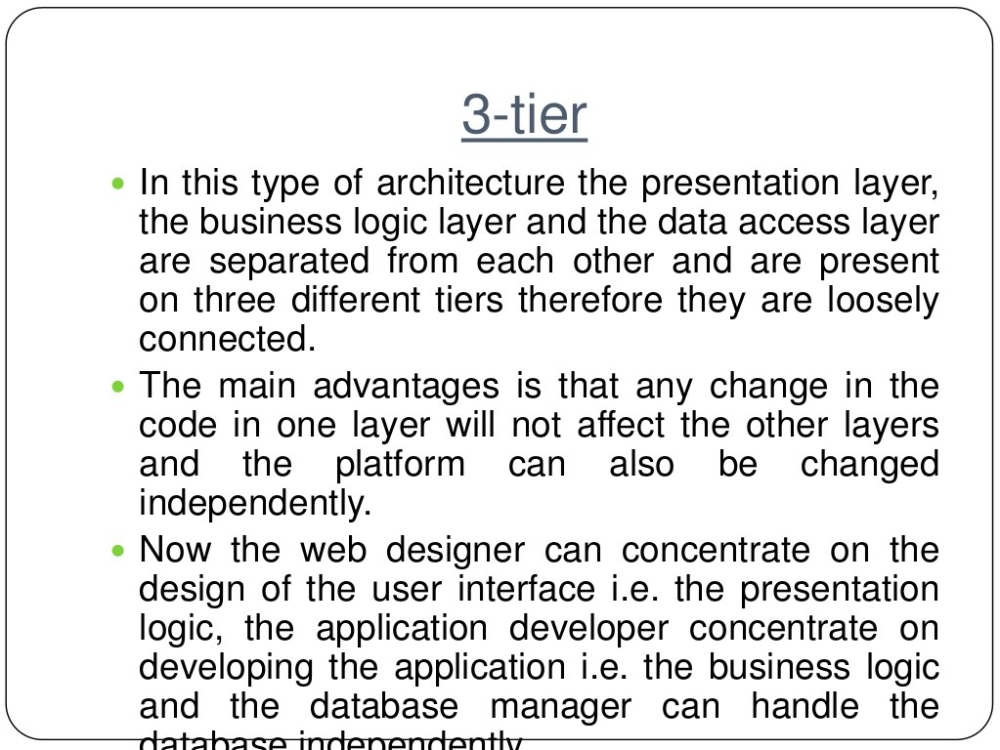 3-tier
In this type of architecture the presentation layer,
the business logic layer and the data access layer
are separated from each other and are present
on three different tiers therefore they are loosely
connected.
The main advantages is that any change in the
code in one layer will not affect the other layers
and the platform can also be changed
independently.
Now the web designer can concentrate on the
design of the user interface i.e. the presentation
logic, the application developer concentrate on
developing the application i.e. the business logic
and the database manager can handle the
database independently.